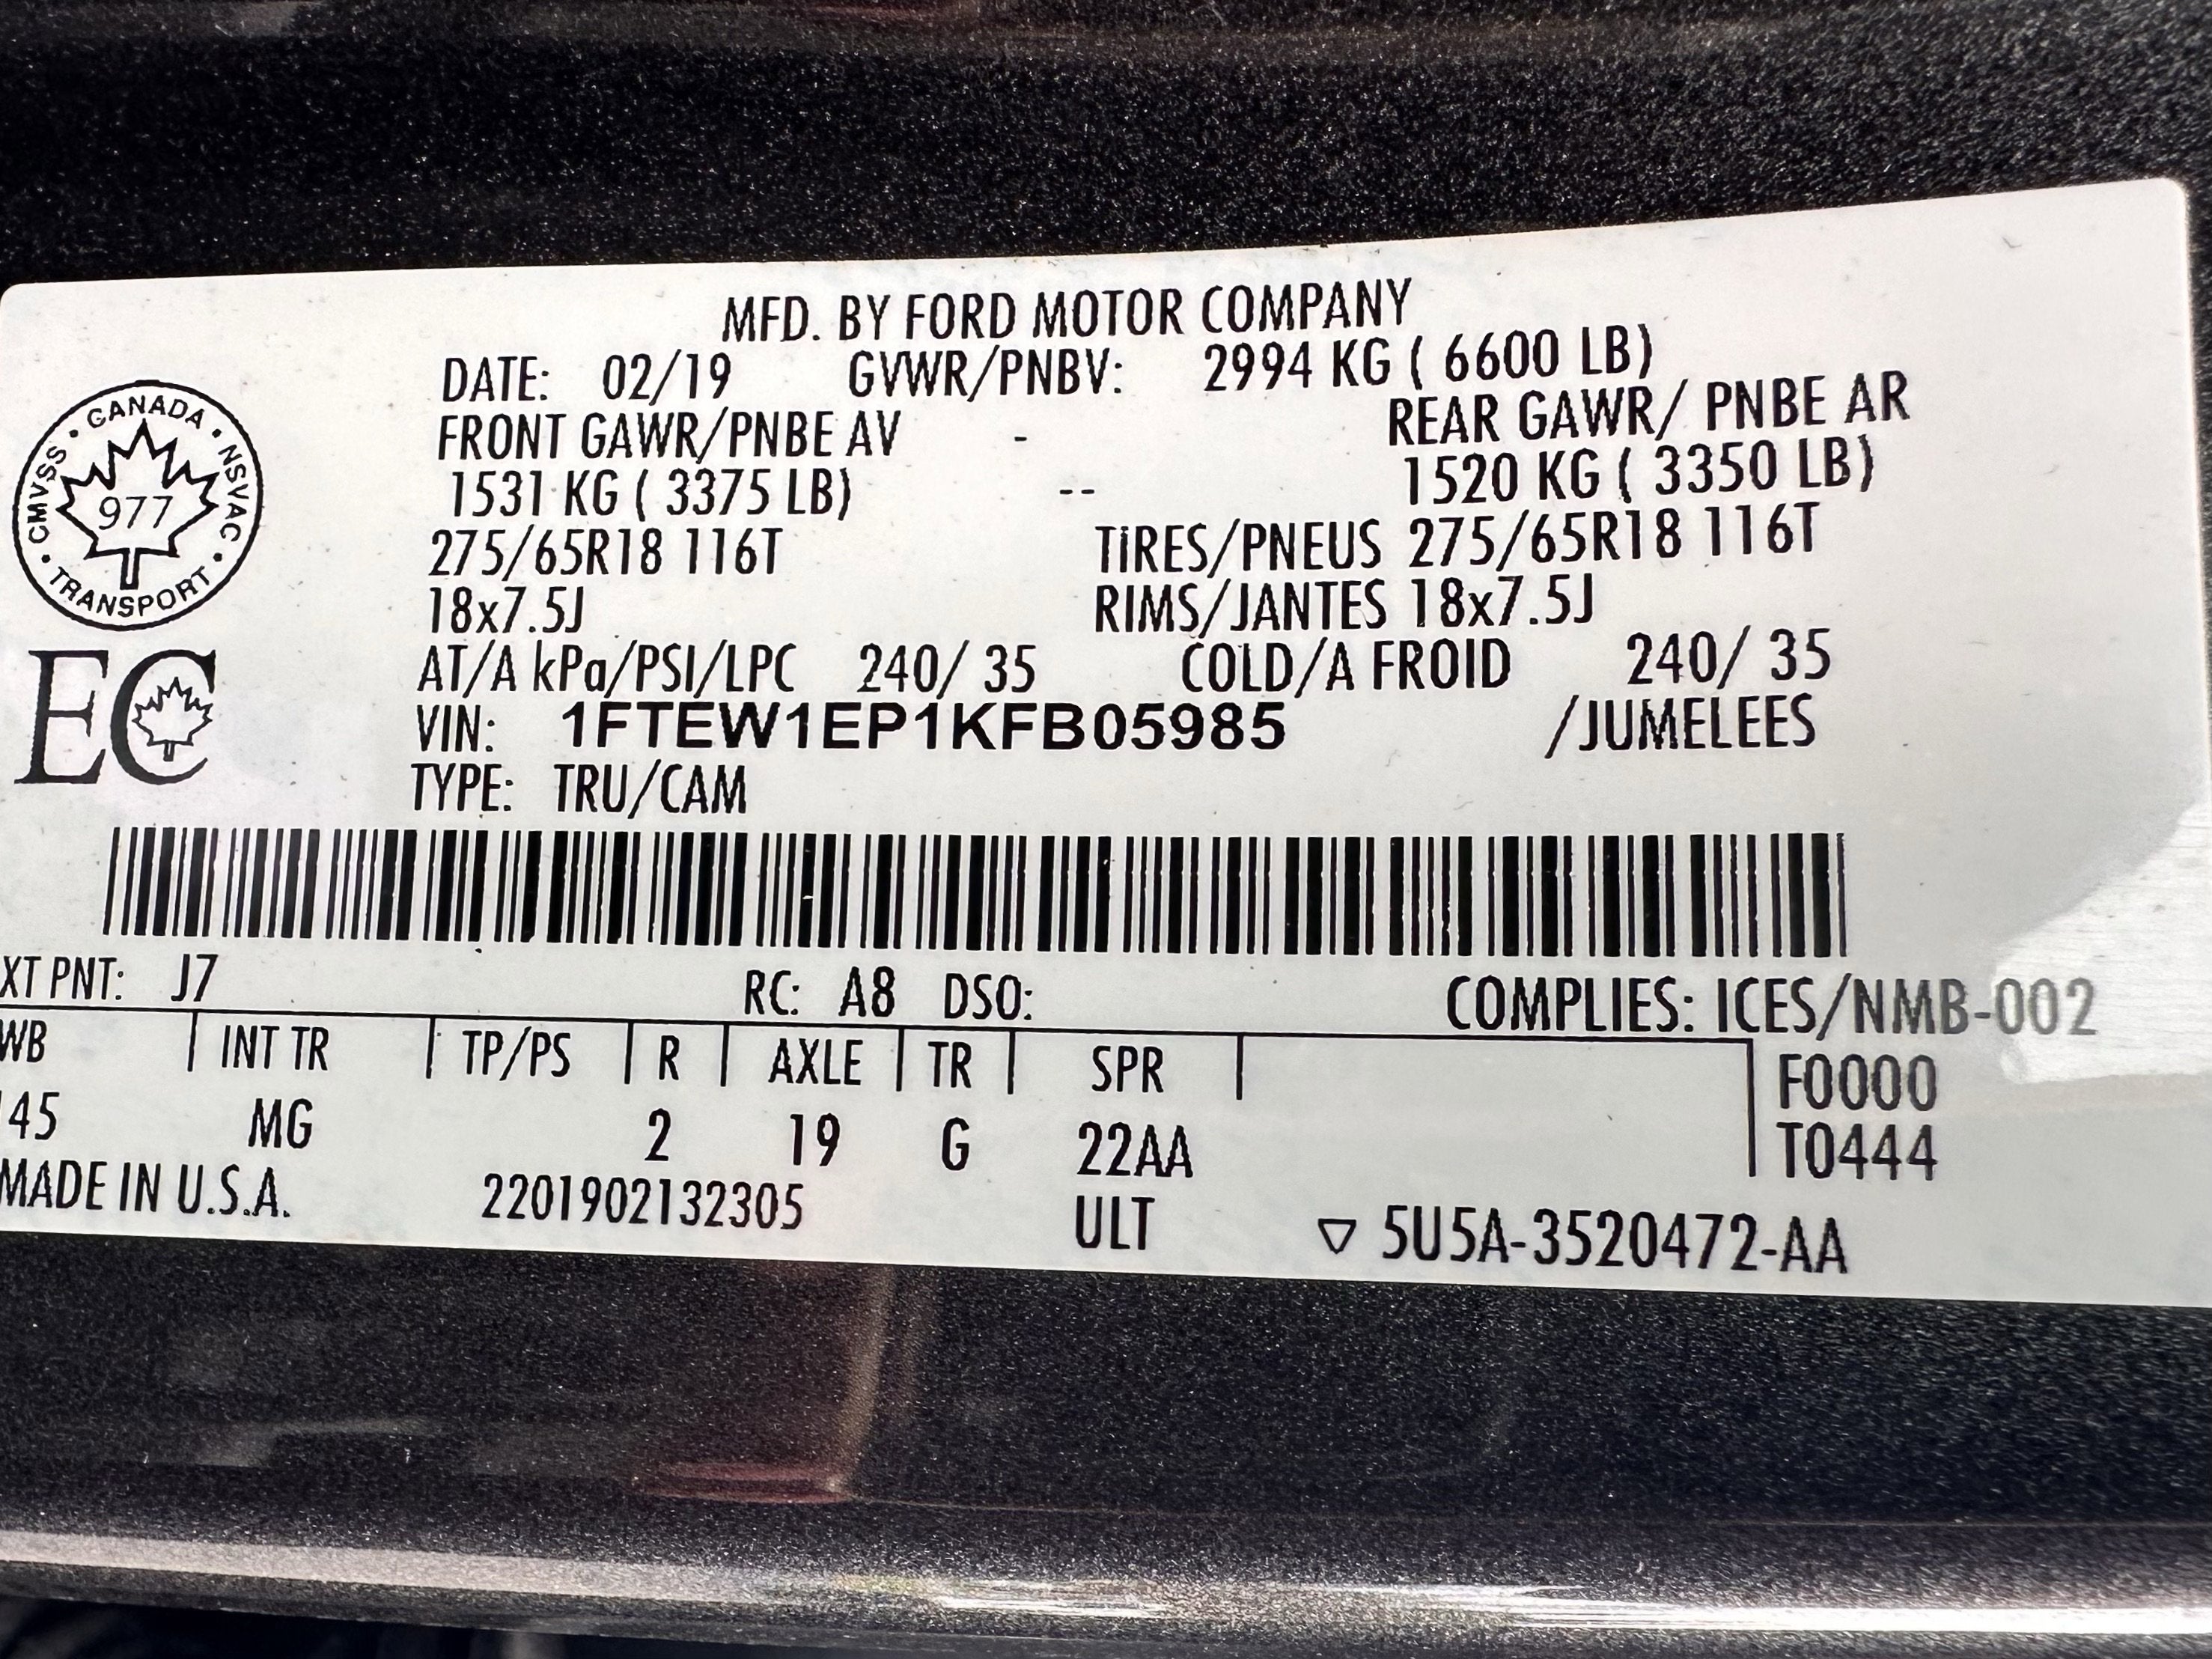 MFD. BY FORD MOTOR COMPANY
DATE: 02/19 GVWR/PNBV: 2994 KG ( 6600 LB)
FRONT GAWR/PNBE AV - REAR GAWR/ PNBE AR
1531 KG ( 3375 LB) -- 1520 KG ( 3350 LB)
275/65R18 116T TIRES/PNEUS 275/65R18 116T
18x7.5J RIMS/JANTES 18x7.5J
AT/A kPa/PSI/LPC 240/ 35 COLD/A FROID 240/ 35
VIN: 1FTEW1EP1KFB05985 /JUMELEES
TYPE: TRU/CAM
CANADA • NSVAC • TRANSPORT • CMVSS •
977
EC
XT PNT: J7 RC: A8 DSO: COMPLIES: ICES/NMB-002
WB INT TR TP/PS R AXLE TR SPR F0000
45 MG 2 19 G 22AA T0444
MADE IN U.S.A. 2201902132305 ULT ▽ 5U5A-3520472-AA